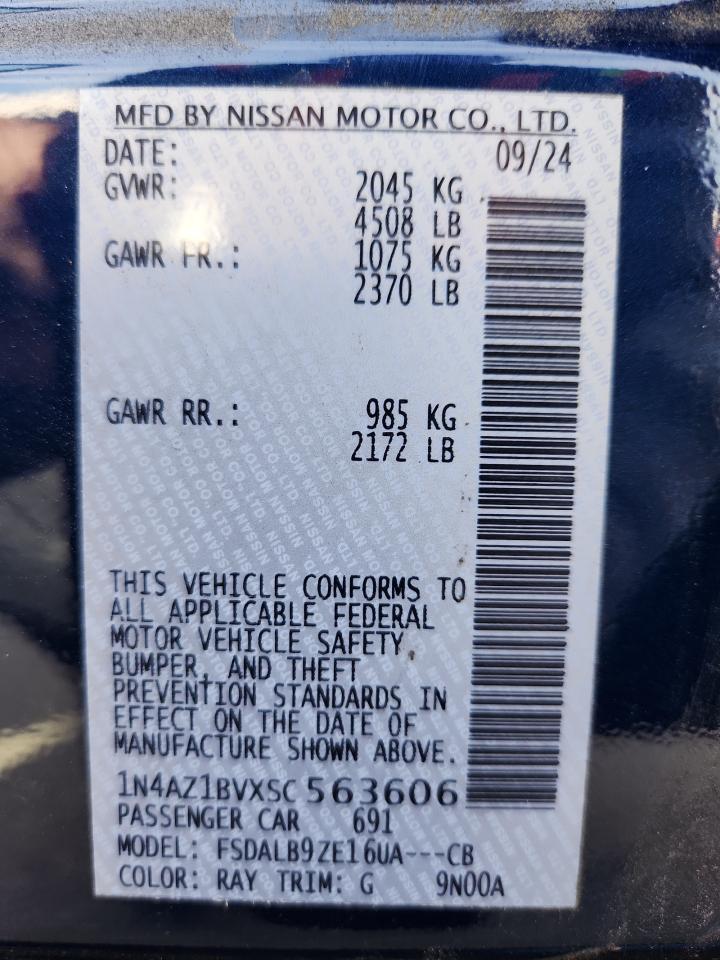 MFD BY NISSAN MOTOR CO., LTD.
DATE: 09/24
GVWR: 2045 KG
4508 LB
GAWR FR.: 1075 KG
2370 LB
GAWR RR.: 985 KG
2172 LB
THIS VEHICLE CONFORMS TO
ALL APPLICABLE FEDERAL
MOTOR VEHICLE SAFETY,
BUMPER, AND THEFT
PREVENTION STANDARDS IN
EFFECT ON THE DATE OF
MANUFACTURE SHOWN ABOVE.
1N4AZ1BVXSC563606
PASSENGER CAR 691
MODEL: FSDALB9ZE16UA---CB
COLOR: RAY TRIM: G 9N00A